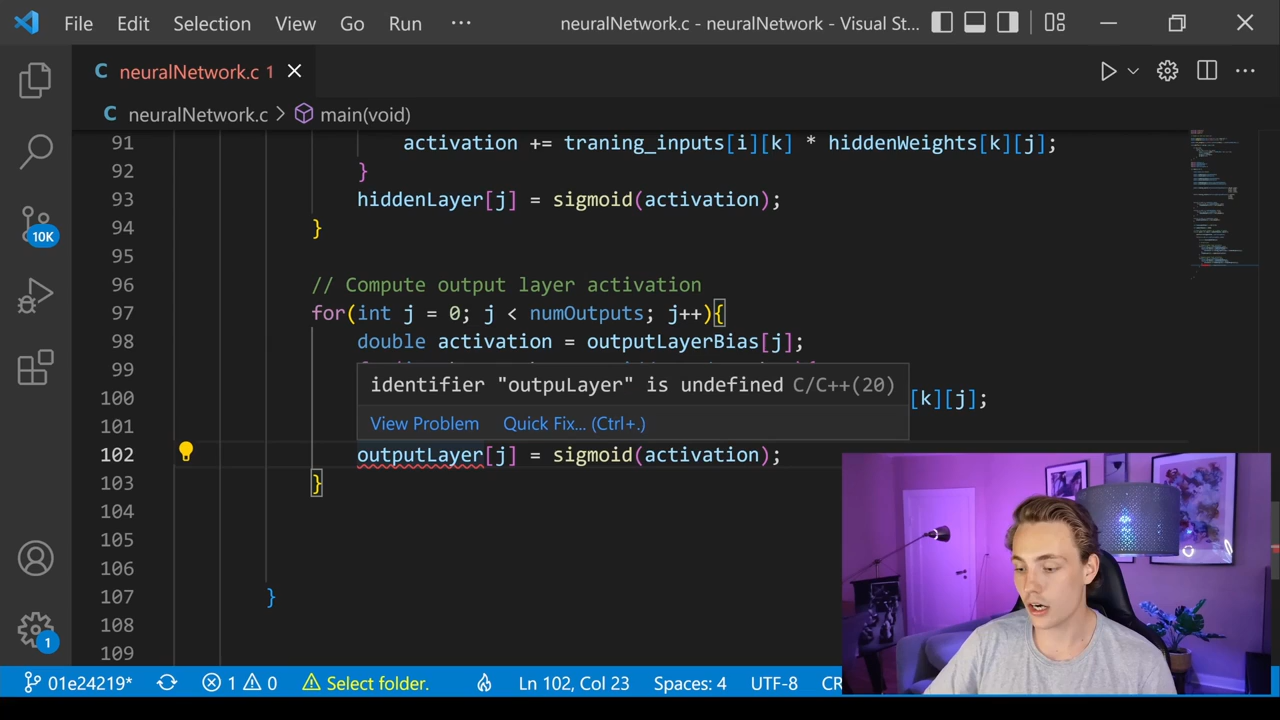 File Edit Selection View Go Run ··· neuralNetwork.c - neuralNetwork - Visual St...
C neuralNetwork.c 1
C neuralNetwork.c > main(void)
91 activation += traning_inputs[i][k] * hiddenWeights[k][j];
92 }
93 hiddenLayer[j] = sigmoid(activation);
94 }
95
96 // Compute output layer activation
97 for(int j = 0; j < numOutputs; j++){
98 double activation = outputLayerBias[j];
99
identifier "outpuLayer" is undefined C/C++(20)
100 [k][j];
View Problem Quick Fix... (Ctrl+.)
101
102 outputLayer[j] = sigmoid(activation);
103 }
104
105
106
107 }
108
109
10K
1
01e24219* 1 0 Select folder. Ln 102, Col 23 Spaces: 4 UTF-8 CR